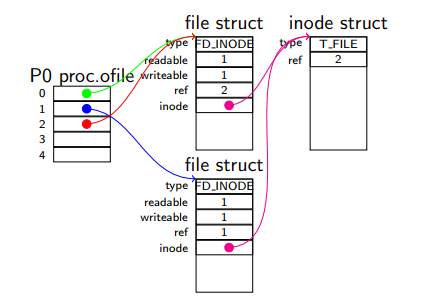 file struct
inode struct
type FD_INODE
type T_FILE
readable 1
ref 2
P0 proc.ofile
writeable 1
0
ref 2
1
inode
2
3
4
file struct
type FD_INODE
readable 1
writeable 1
ref 1
inode